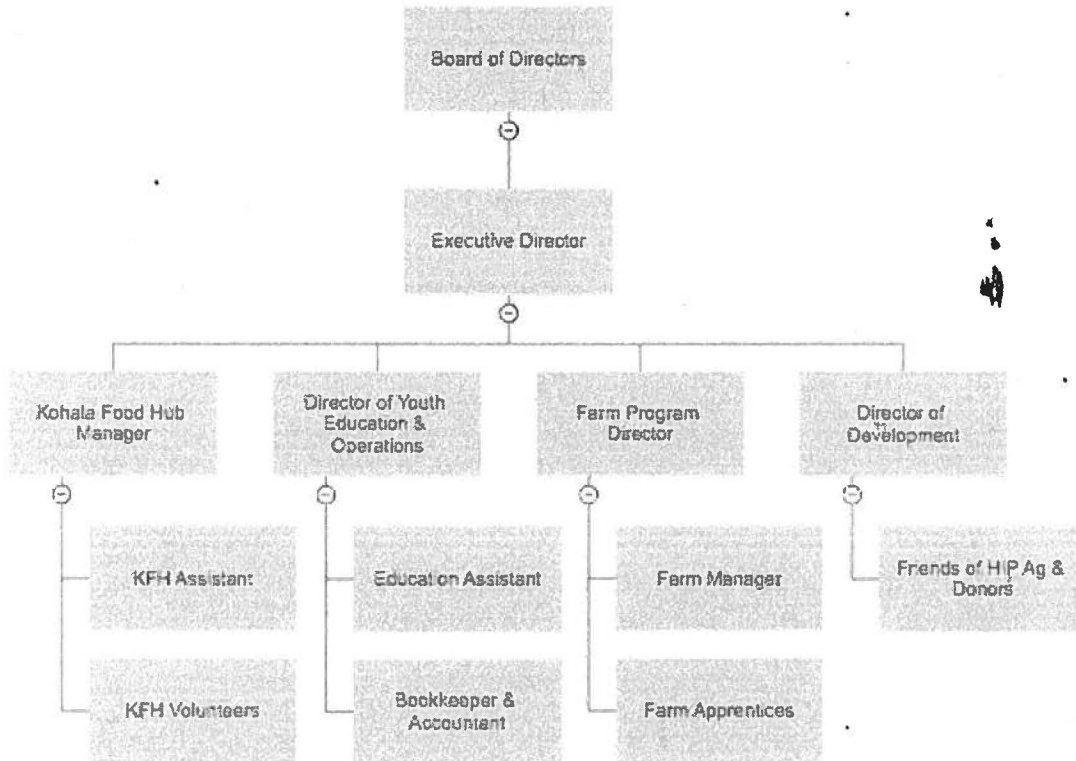 Board of Directors
Executive Director
Kohala Food Hub
Manager
Director of Youth
Education &
Operations
Farm Program
Director
Director of
Development
KFH Assistant
Education Assistant
Farm Manager
Friends of HIP Ag &
Donors
KFH Volunteers
Bookkeeper &
Accountant
Farm Apprentices